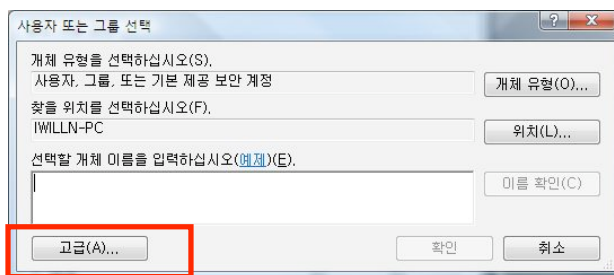 사용자 또는 그룹 선택
개체 유형을 선택하십시오(S).
사용자, 그룹, 또는 기본 제공 보안 계정
개체 유형(O)...
찾을 위치를 선택하십시오(F).
IWILLN-PC
위치(L)...
선택할 개체 이름을 입력하십시오(예제)(E).
이름 확인(C)
고급(A)...
확인
취소